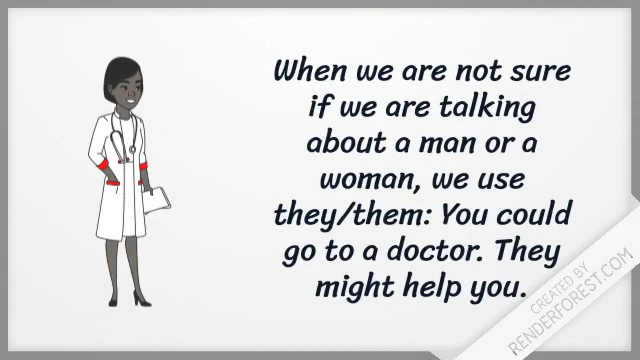 When we are not sure
if we are talking
about a man or a
woman, we use
they/them: You could
go to a doctor. They
might help you.
CREATED BY
RENDERFOREST.COM